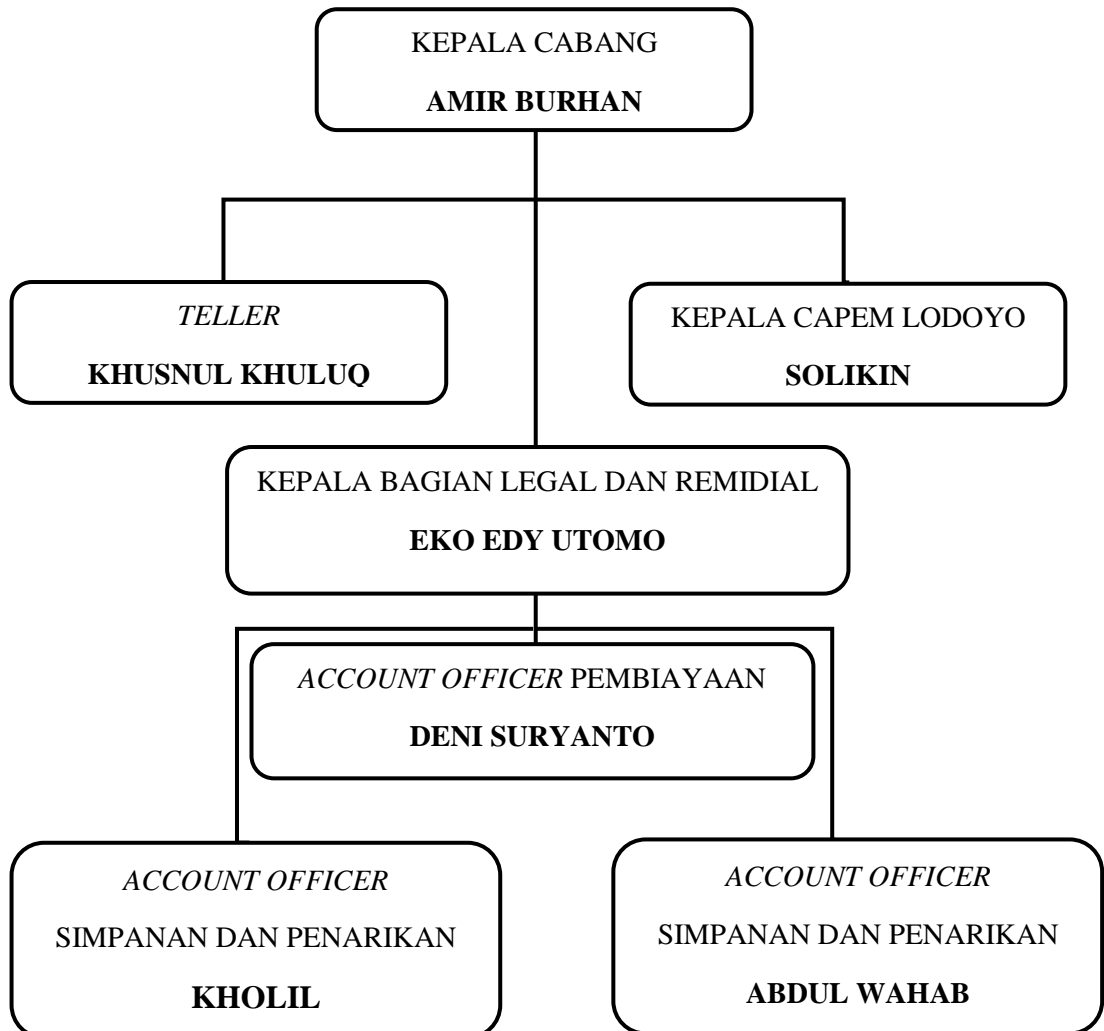 KEPALA CABANG
AMIR BURHAN
TELLER
KHUSNUL KHULUQ
KEPALA CAPEM LODOYO
SOLIKIN
KEPALA BAGIAN LEGAL DAN REMIDIAL
EKO EDY UTOMO
ACCOUNT OFFICER PEMBIAYAAN
DENI SURYANTO
ACCOUNT OFFICER
SIMPANAN DAN PENARIKAN
KHOLIL
ACCOUNT OFFICER
SIMPANAN DAN PENARIKAN
ABDUL WAHAB